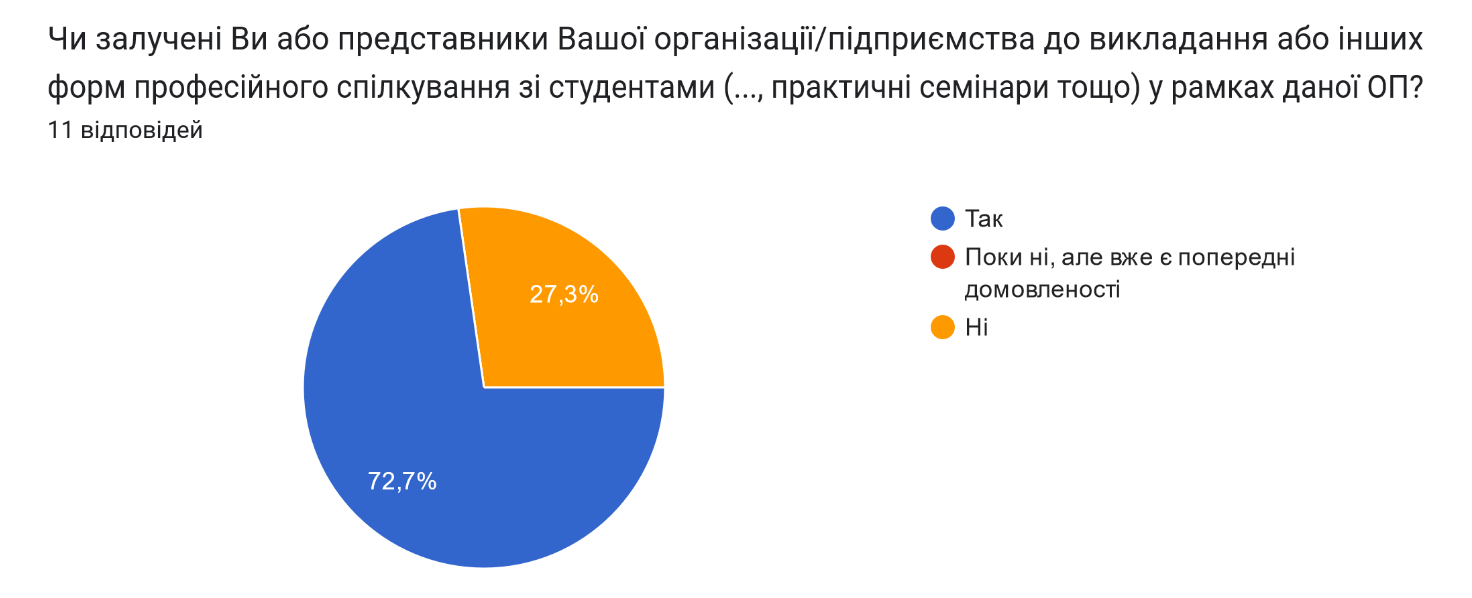 Чи залучені Ви або представники Вашої організації/підприємства до викладання або інших
форм професійного спілкування зі студентами (..., практичні семінари тощо) у рамках даної ОП?
11 відповідей
27,3%
72,7%
Так
Поки ні, але вже є попередні
домовленості
Ні